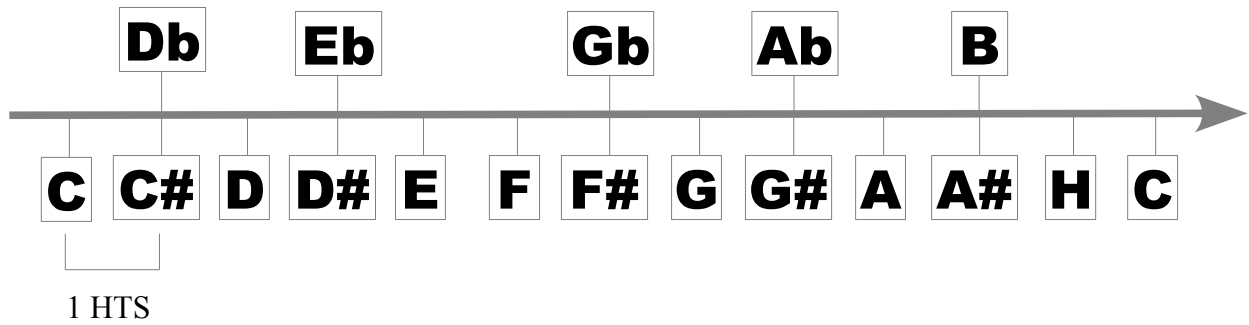 Db Eb Gb Ab B
C C# D D# E F F# G G# A A# H C
1 HTS